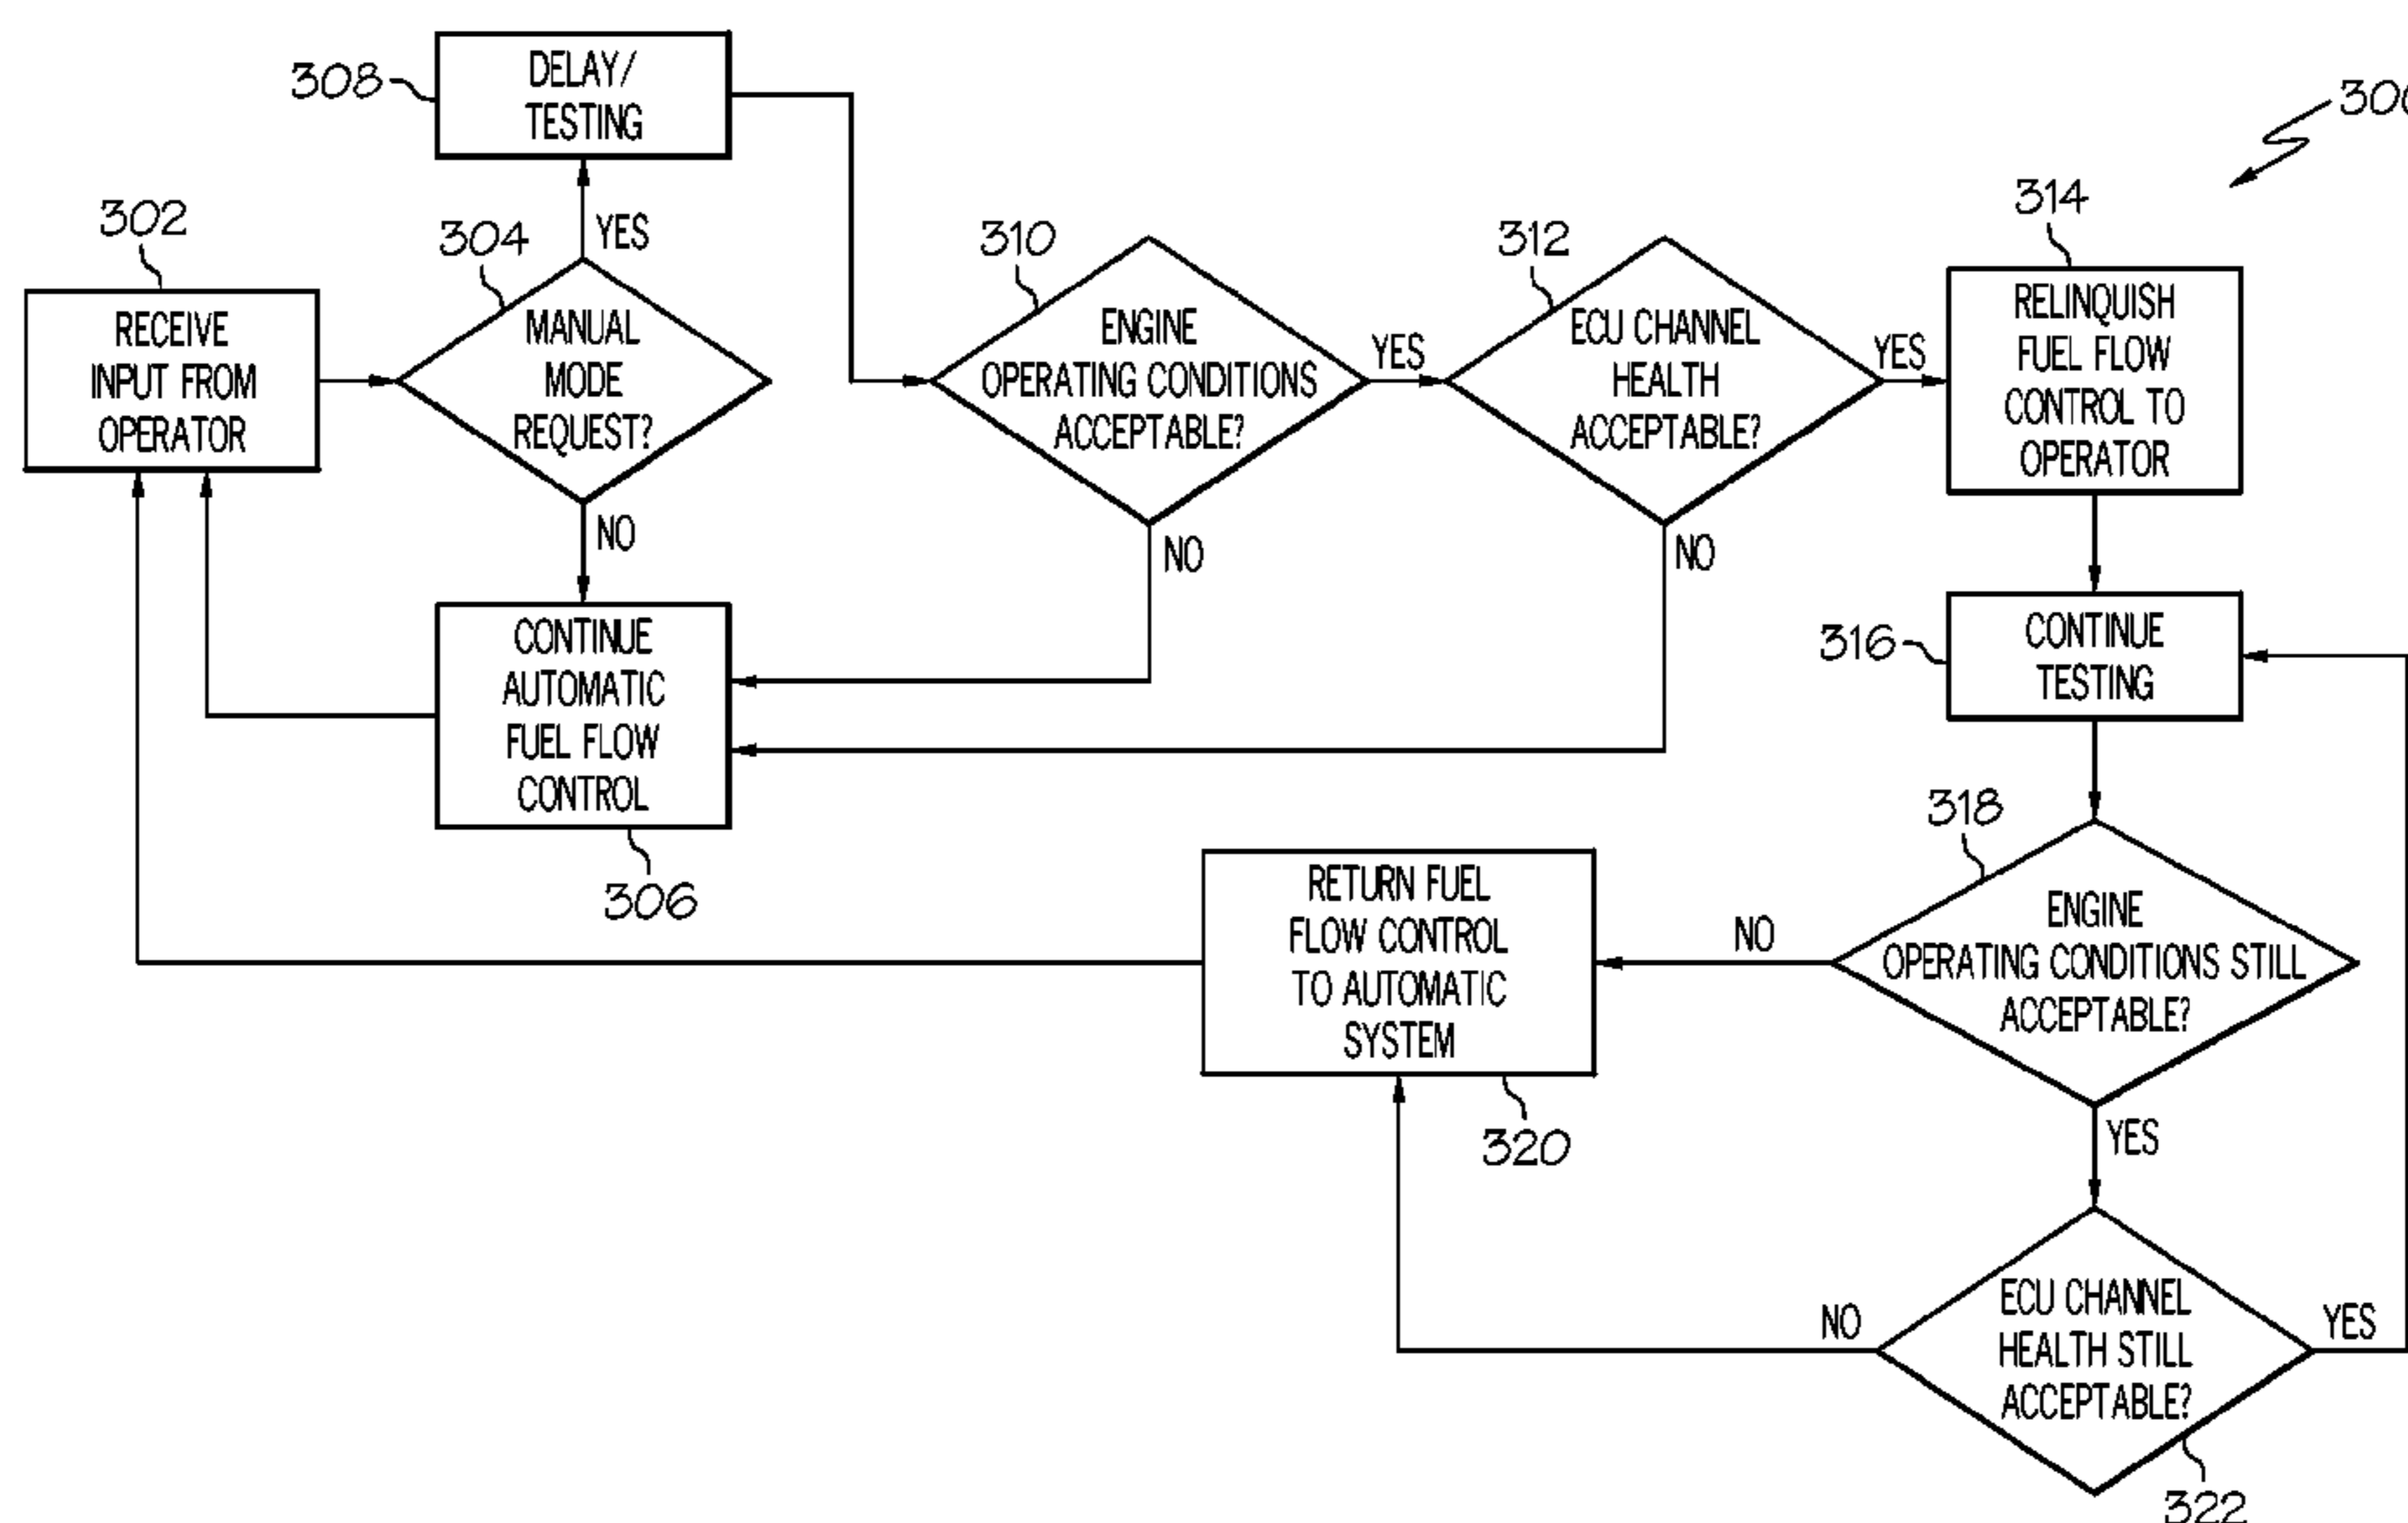 308
DELAY/
TESTING
300
302
RECEIVE
INPUT FROM
OPERATOR
304
YES
MANUAL
MODE
REQUEST?
NO
310
ENGINE
OPERATING CONDITIONS
ACCEPTABLE?
YES
NO
312
ECU CHANNEL
HEALTH
ACCEPTABLE?
YES
NO
314
RELINQUISH
FUEL FLOW
CONTROL TO
OPERATOR
CONTINUE
AUTOMATIC
FUEL FLOW
CONTROL
306
316
CONTINUE
TESTING
318
ENGINE
OPERATING CONDITIONS STILL
ACCEPTABLE?
NO
YES
RETURN FUEL
FLOW CONTROL
TO AUTOMATIC
SYSTEM
320
NO
ECU CHANNEL
HEALTH STILL
ACCEPTABLE?
YES
322